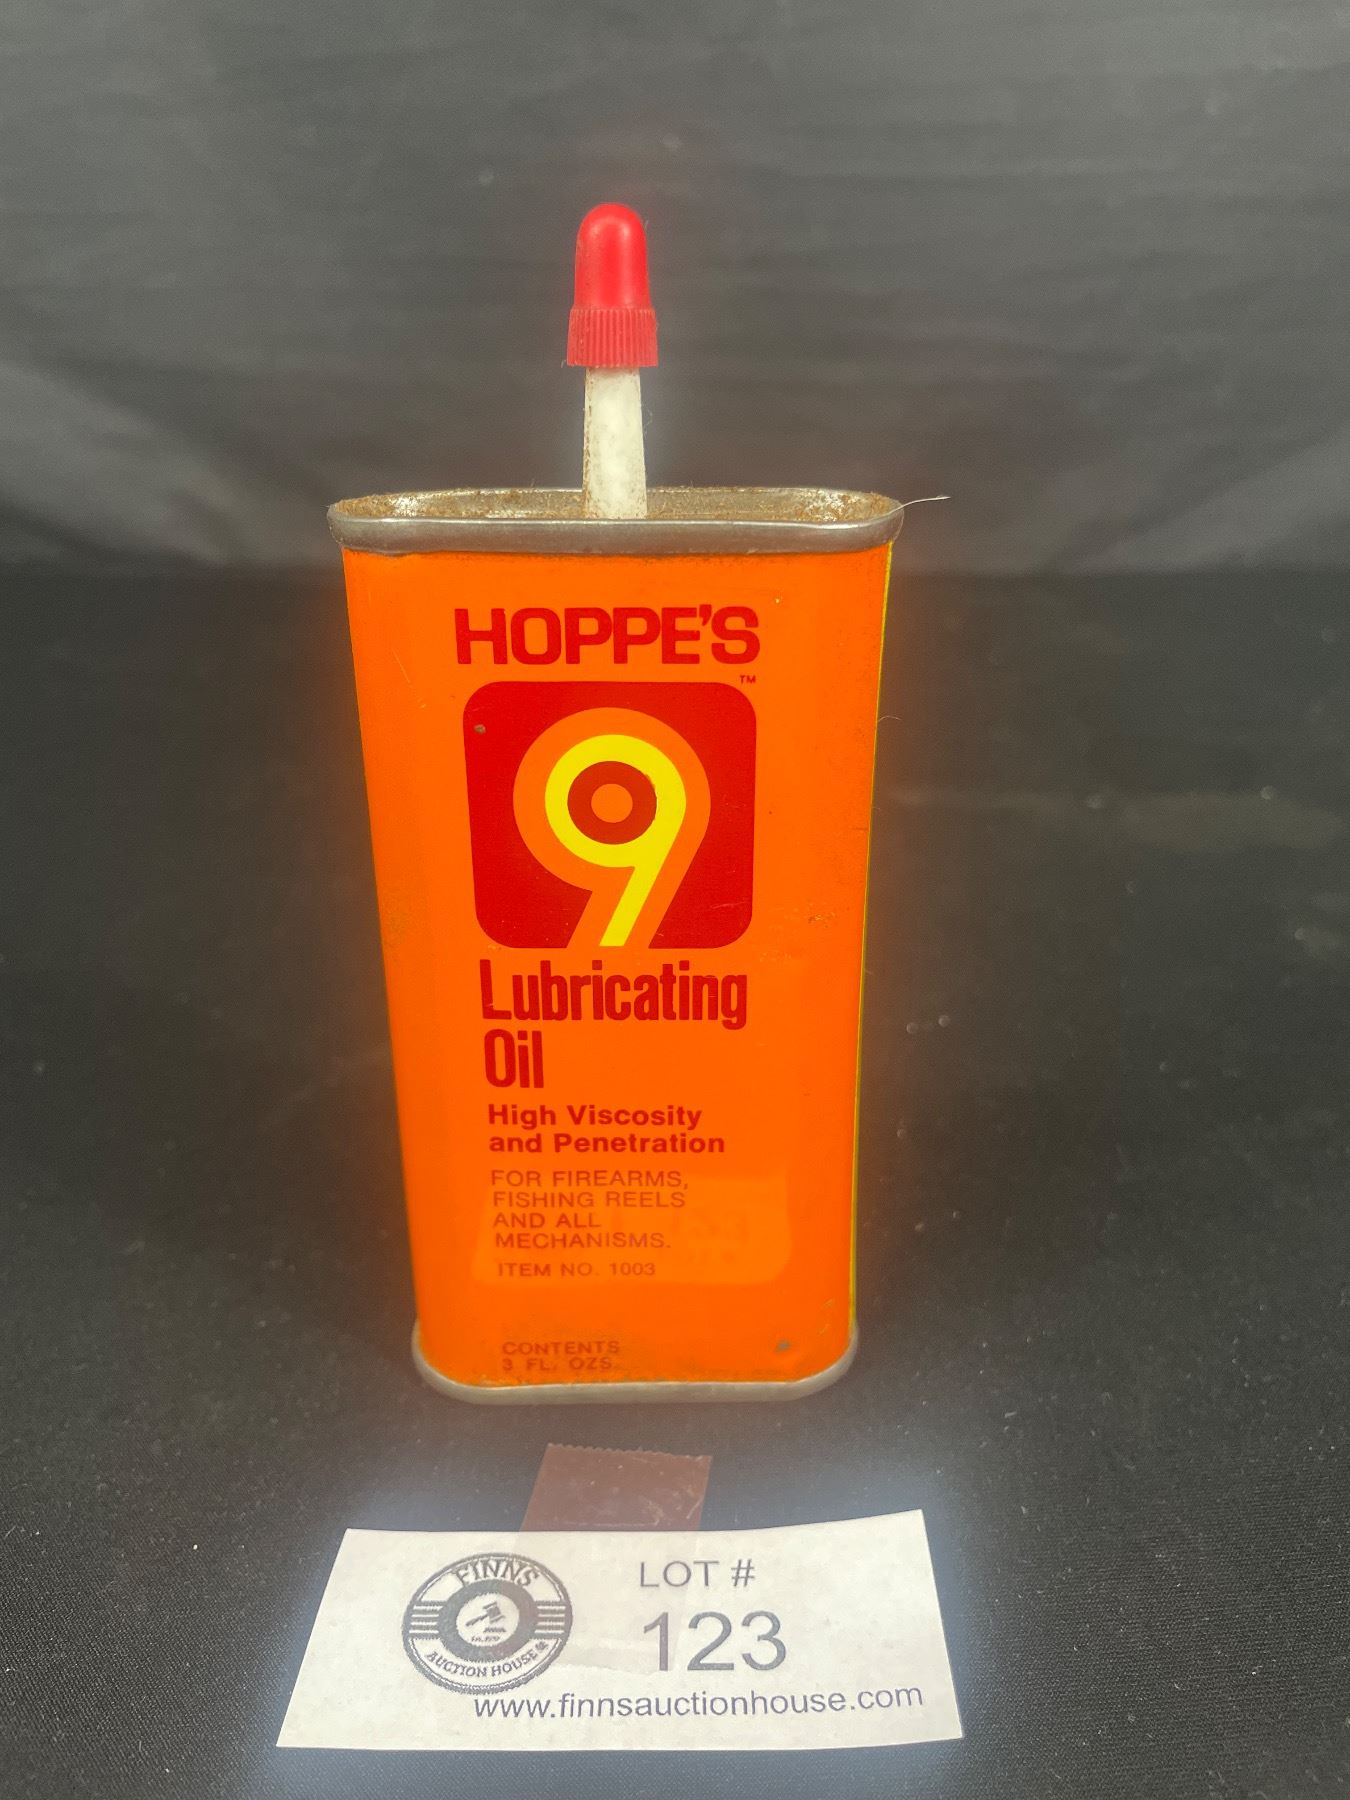 HOPPE'S
TM
9
Lubricating
Oil
High Viscosity
and Penetration
FOR FIREARMS,
FISHING REELS
AND ALL
MECHANISMS.
ITEM NO. 1003
CONTENTS
3 FL. OZS.
FINNS
AUCTION HOUSE
LOT #
123
www.finnsauctionhouse.com